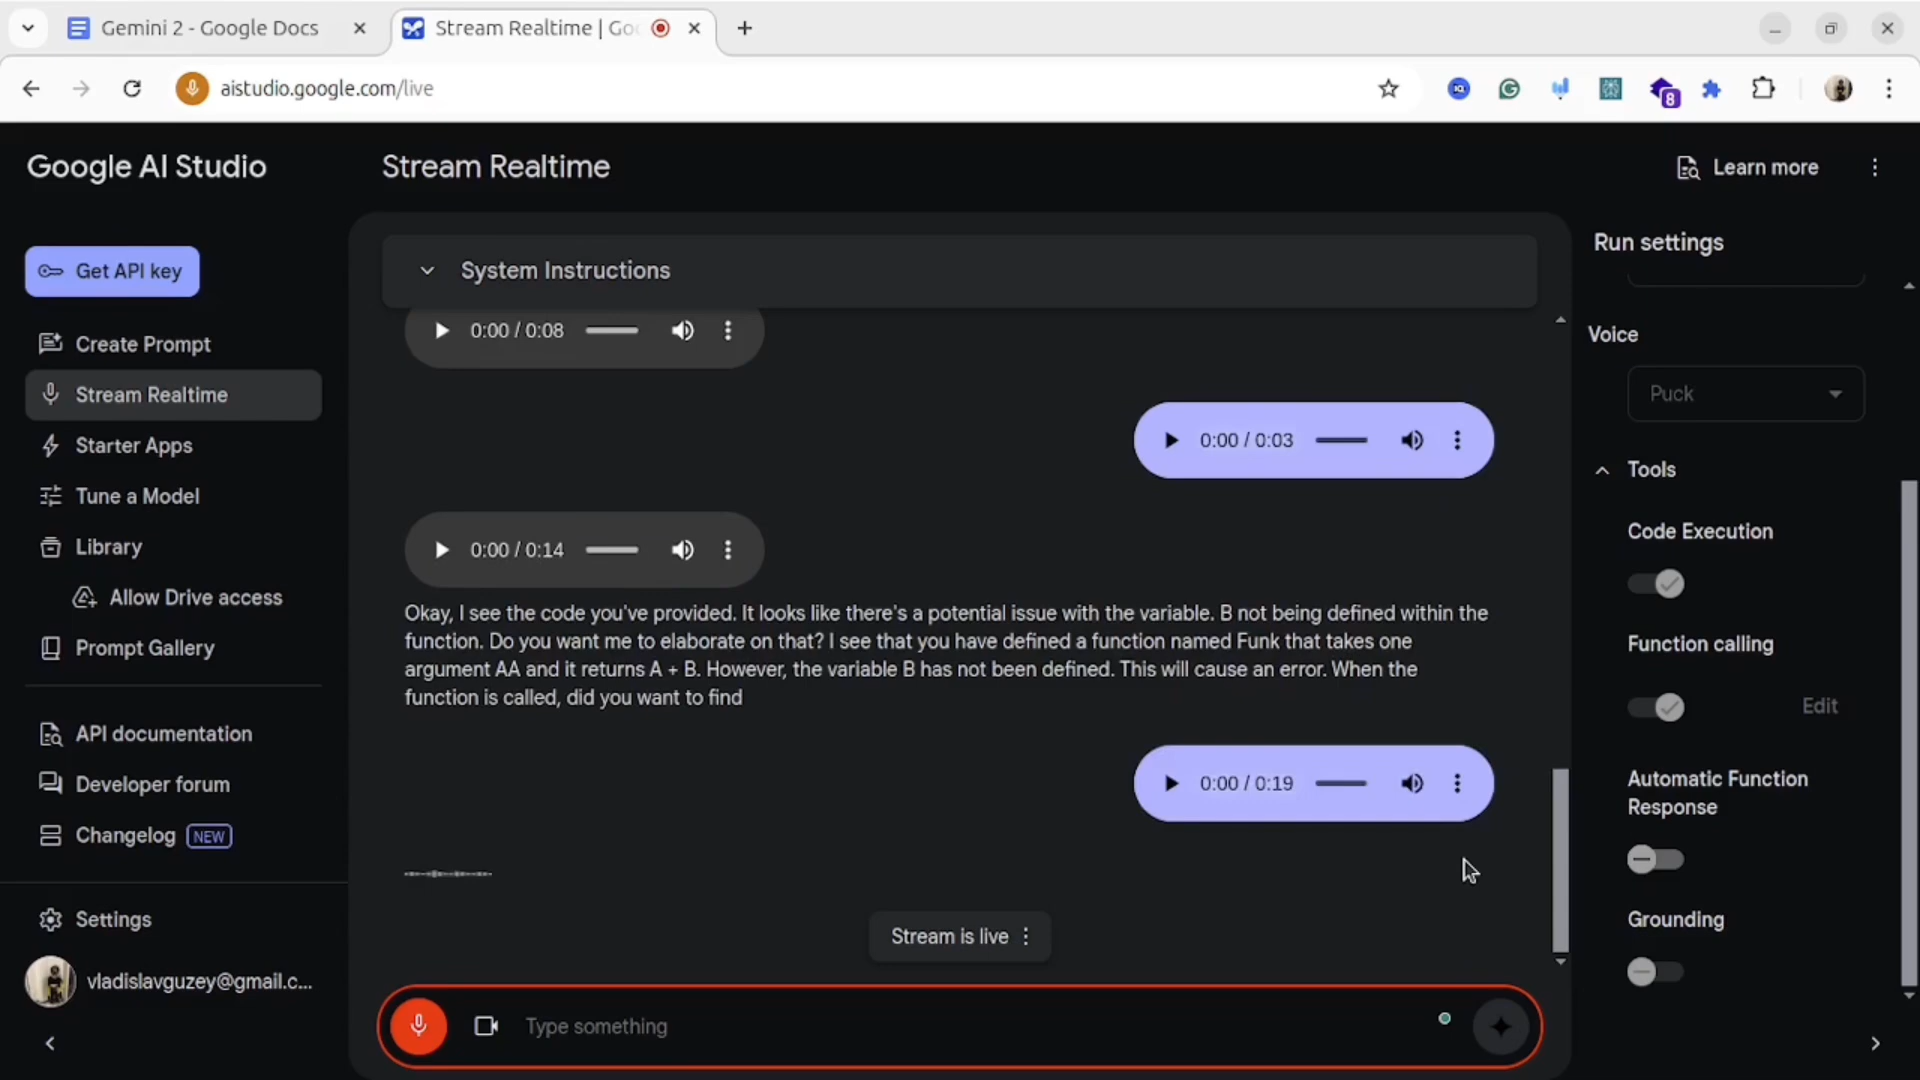 Gemini 2 - Google Docs
Stream Realtime | Goo
aistudio.google.com/live
8
Google AI Studio
Stream Realtime
Learn more
Get API key
Create Prompt
Stream Realtime
Starter Apps
Tune a Model
Library
Allow Drive access
Prompt Gallery
API documentation
Developer forum
Changelog NEW
Settings
vladislavguzey@gmail.c...
System Instructions
0:00 / 0:08
0:00 / 0:03
0:00 / 0:14
Okay, I see the code you've provided. It looks like there's a potential issue with the variable. B not being defined within the
function. Do you want me to elaborate on that? I see that you have defined a function named Funk that takes one
argument AA and it returns A + B. However, the variable B has not been defined. This will cause an error. When the
function is called, did you want to find
0:00 / 0:19
Stream is live
Type something
Run settings
Voice
Puck
Tools
Code Execution
Function calling
Edit
Automatic Function
Response
Grounding